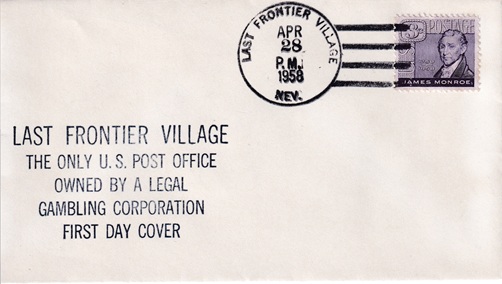 LAST FRONTIER VILLAGE
APR
28
P.M.
1958
NEV.
3¢ POSTAGE
JAMES MONROE
LAST FRONTIER VILLAGE
THE ONLY U.S. POST OFFICE
OWNED BY A LEGAL
GAMBLING CORPORATION
FIRST DAY COVER